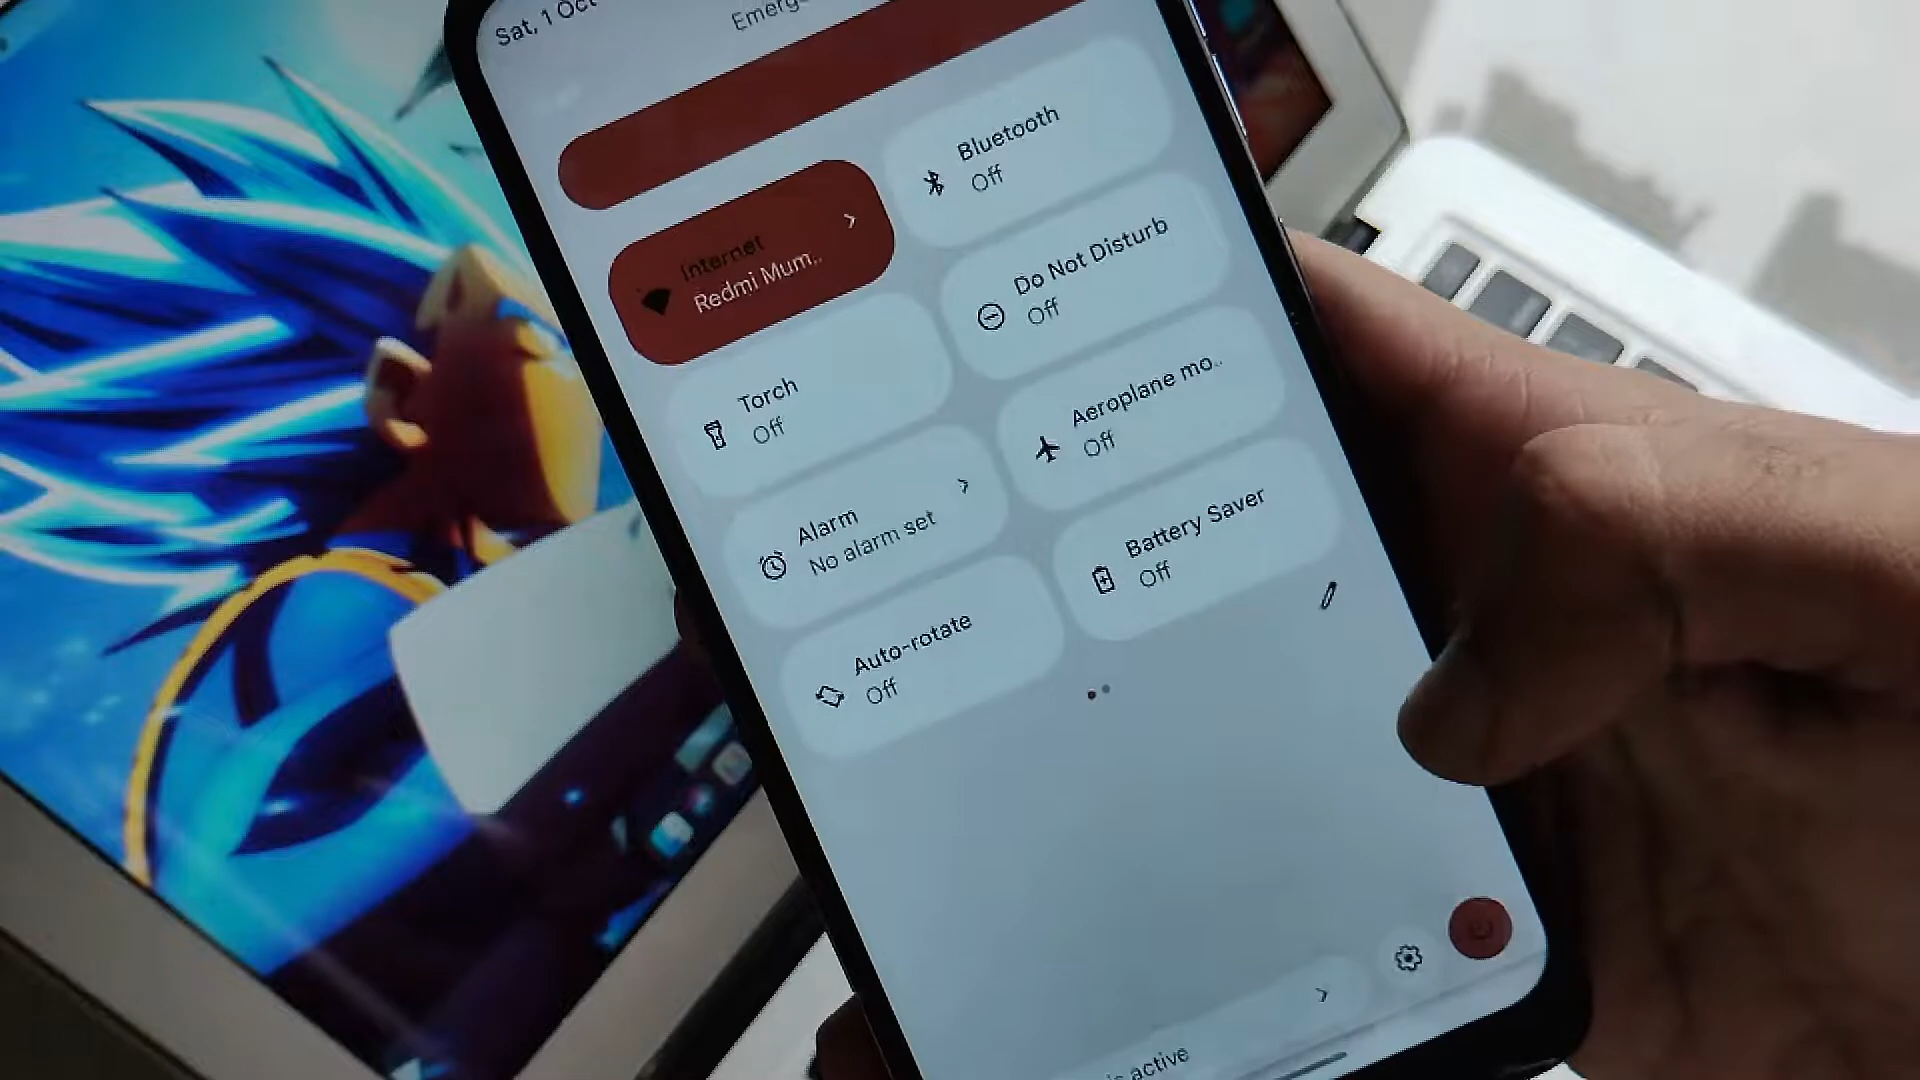 Sat, 1 Oct
Internet
Redmi Mum..
Bluetooth
Off
Torch
Off
Do Not Disturb
Off
Alarm
No alarm set
Aeroplane mo..
Off
Auto-rotate
Off
Battery Saver
Off
active